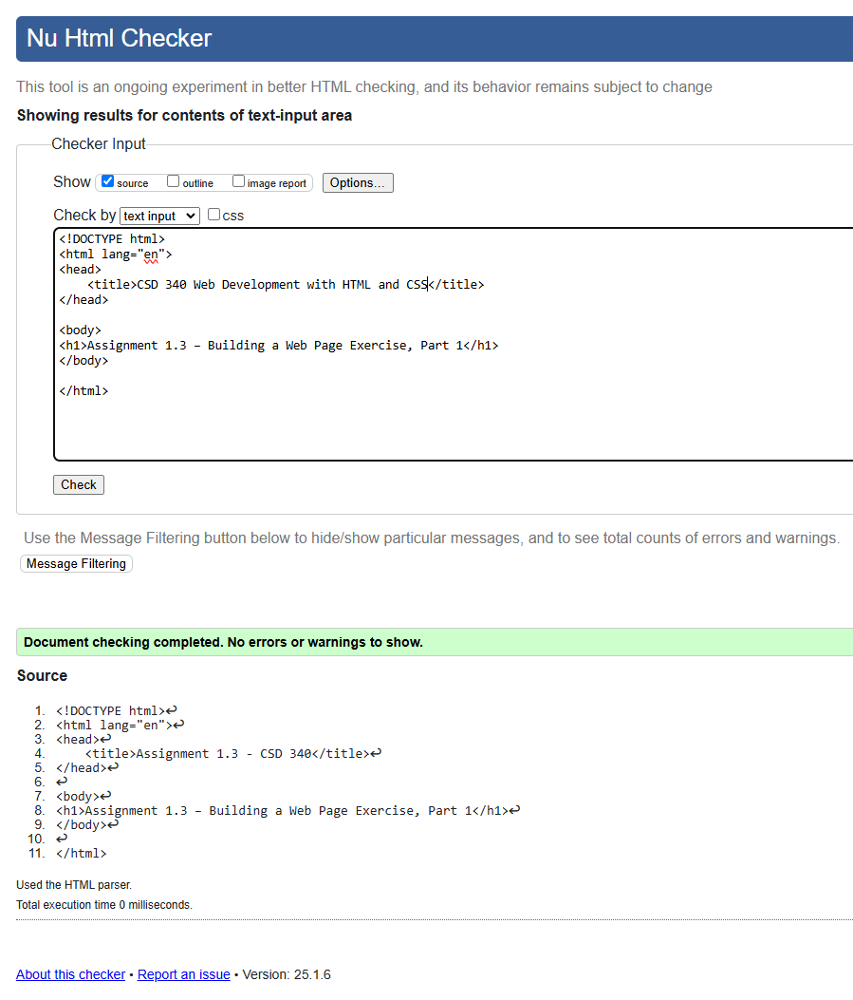 Nu Html Checker
This tool is an ongoing experiment in better HTML checking, and its behavior remains subject to change
Showing results for contents of text-input area
Checker Input
Show source outline image report Options...
Check by text input css
<!DOCTYPE html>
<html lang="en">
<head>
    <title>CSD 340 Web Development with HTML and CSS</title>
</head>

<body>
<h1>Assignment 1.3 – Building a Web Page Exercise, Part 1</h1>
</body>

</html>
Check
Use the Message Filtering button below to hide/show particular messages, and to see total counts of errors and warnings.
Message Filtering
Document checking completed. No errors or warnings to show.
Source
1. <!DOCTYPE html>↩
2. <html lang="en">↩
3. <head>↩
4.     <title>Assignment 1.3 - CSD 340</title>↩
5. </head>↩
6. ↩
7. <body>↩
8. <h1>Assignment 1.3 – Building a Web Page Exercise, Part 1</h1>↩
9. </body>↩
10. ↩
11. </html>
Used the HTML parser.
Total execution time 0 milliseconds.
About this checker • Report an issue • Version: 25.1.6